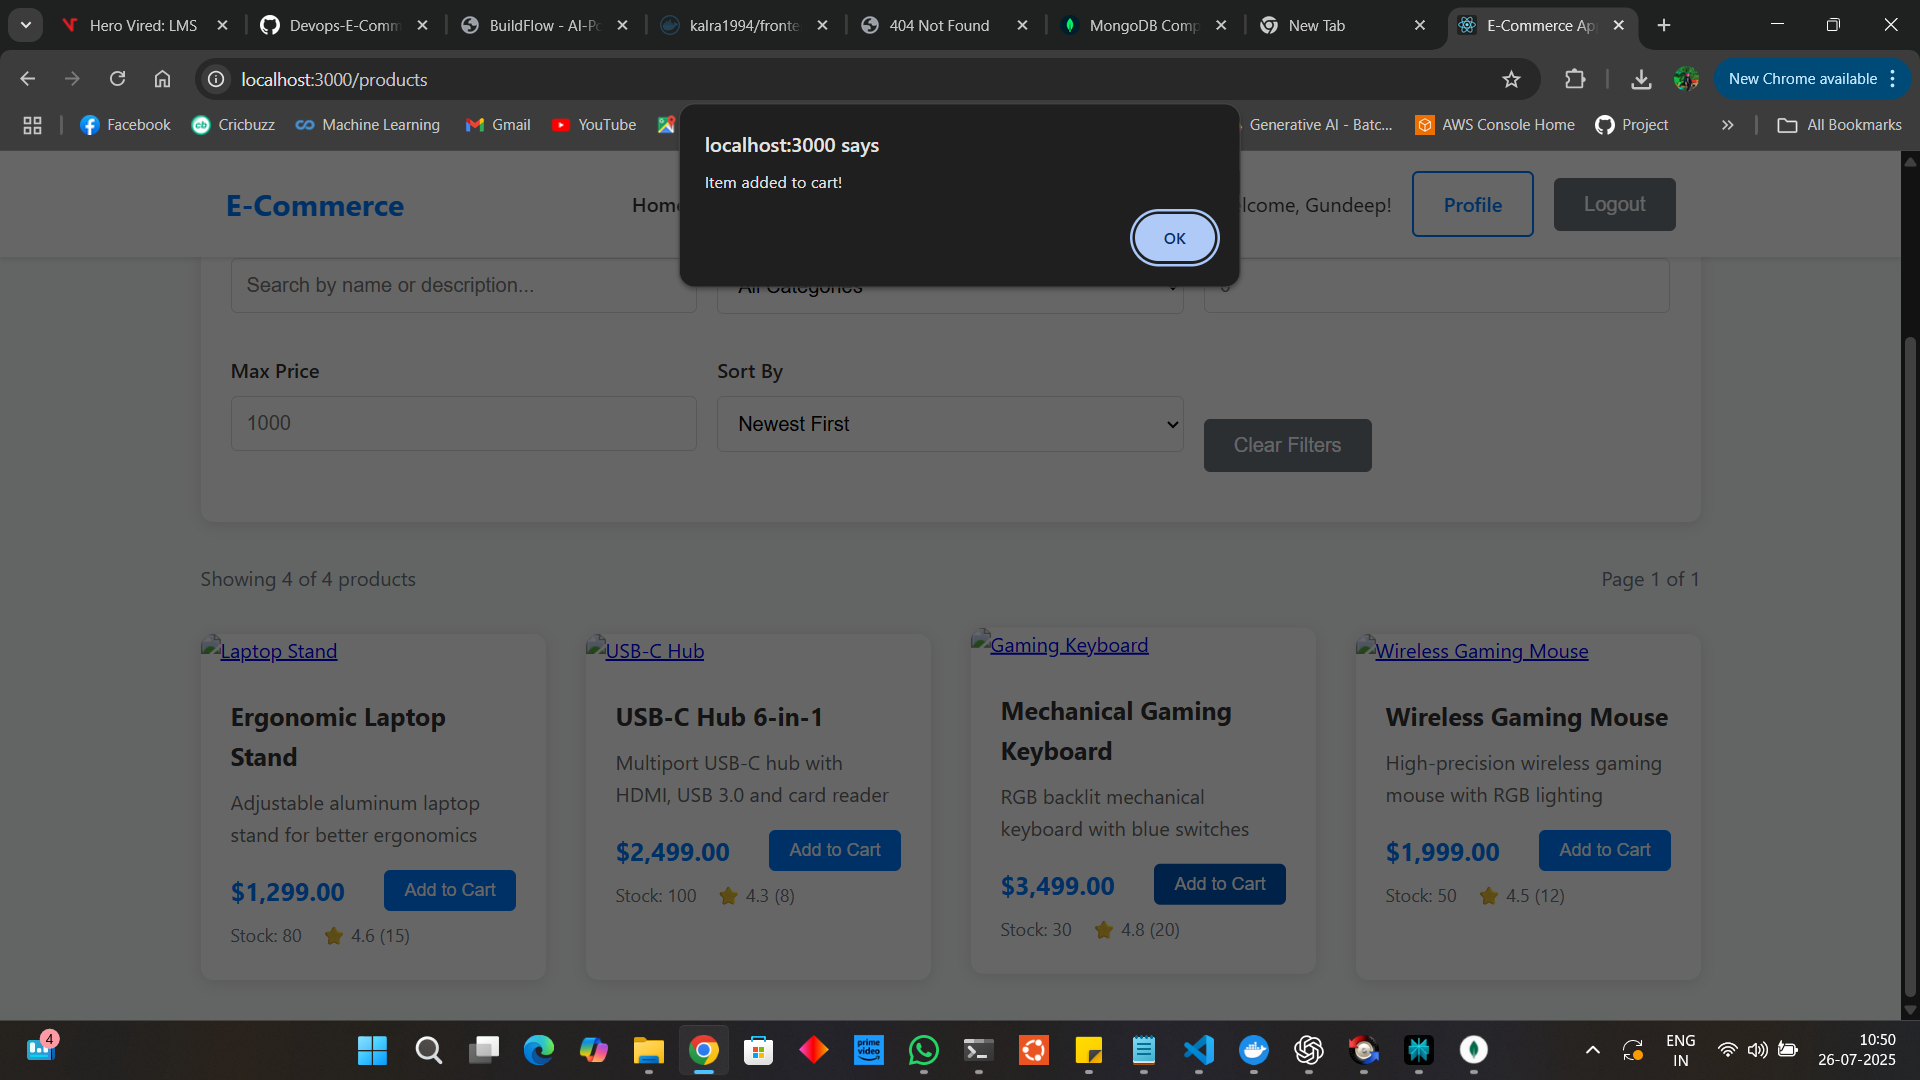 Hero Vired: LMS
Devops-E-Comm
BuildFlow - AI-Po
kalra1994/fronte
404 Not Found
MongoDB Comp
New Tab
E-Commerce Ap
localhost:3000/products
New Chrome available
Facebook
Cricbuzz
Machine Learning
Gmail
YouTube
Generative AI - Batc...
AWS Console Home
Project
All Bookmarks
localhost:3000 says
Item added to cart!
OK
E-Commerce
Home
lcome, Gundeep!
Profile
Logout
Search by name or description...
All Categories
0
Max Price
Sort By
1000
Newest First
Clear Filters
Showing 4 of 4 products
Page 1 of 1
Laptop Stand
Ergonomic Laptop
Stand
Adjustable aluminum laptop
stand for better ergonomics
$1,299.00
Add to Cart
Stock: 80
4.6 (15)
USB-C Hub
USB-C Hub 6-in-1
Multiport USB-C hub with
HDMI, USB 3.0 and card reader
$2,499.00
Add to Cart
Stock: 100
4.3 (8)
Gaming Keyboard
Mechanical Gaming
Keyboard
RGB backlit mechanical
keyboard with blue switches
$3,499.00
Add to Cart
Stock: 30
4.8 (20)
Wireless Gaming Mouse
Wireless Gaming Mouse
High-precision wireless gaming
mouse with RGB lighting
$1,999.00
Add to Cart
Stock: 50
4.5 (12)
4
prime
video
ENG
IN
10:50
26-07-2025